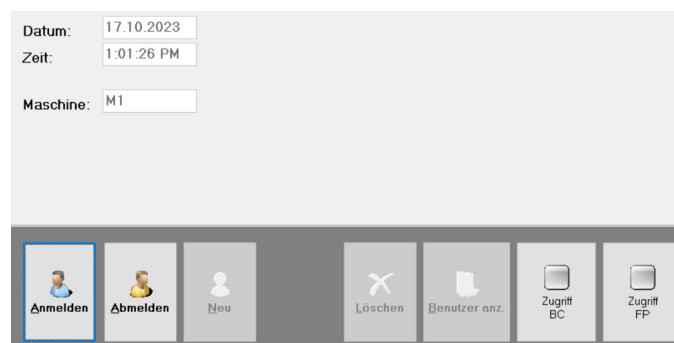 Datum: 17.10.2023
Zeit: 1:01:26 PM
Maschine: M1
Anmelden
Abmelden
Neu
Löschen
Benutzer anz.
Zugriff
BC
Zugriff
FP